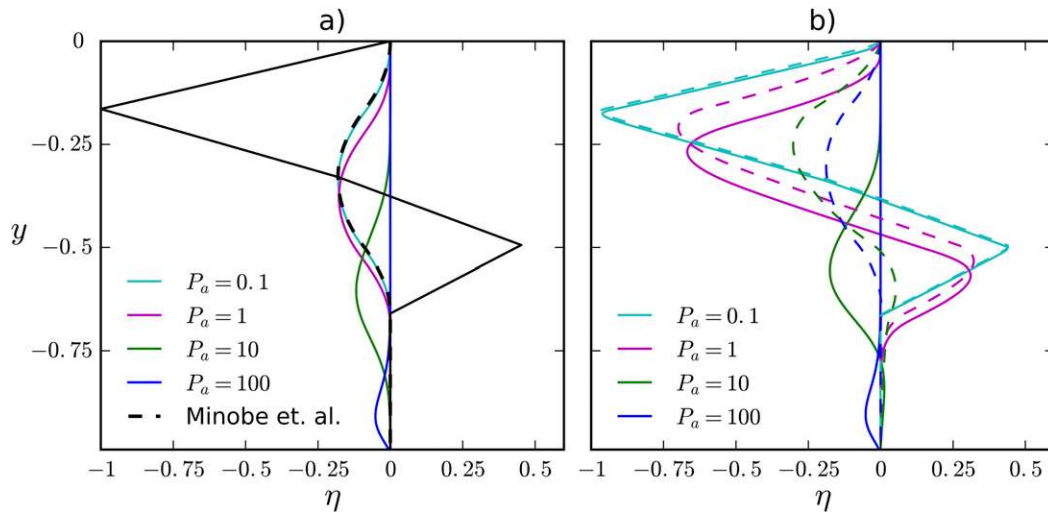 a)
b)
0
−0.25
−0.5
−0.75
y
P_a = 0.1
P_a = 1
P_a = 10
P_a = 100
Minobe et. al.
−1 −0.75 −0.5 −0.25 0 0.25 0.5
η
P_a = 0.1
P_a = 1
P_a = 10
P_a = 100
−1 −0.75 −0.5 −0.25 0 0.25 0.5
η